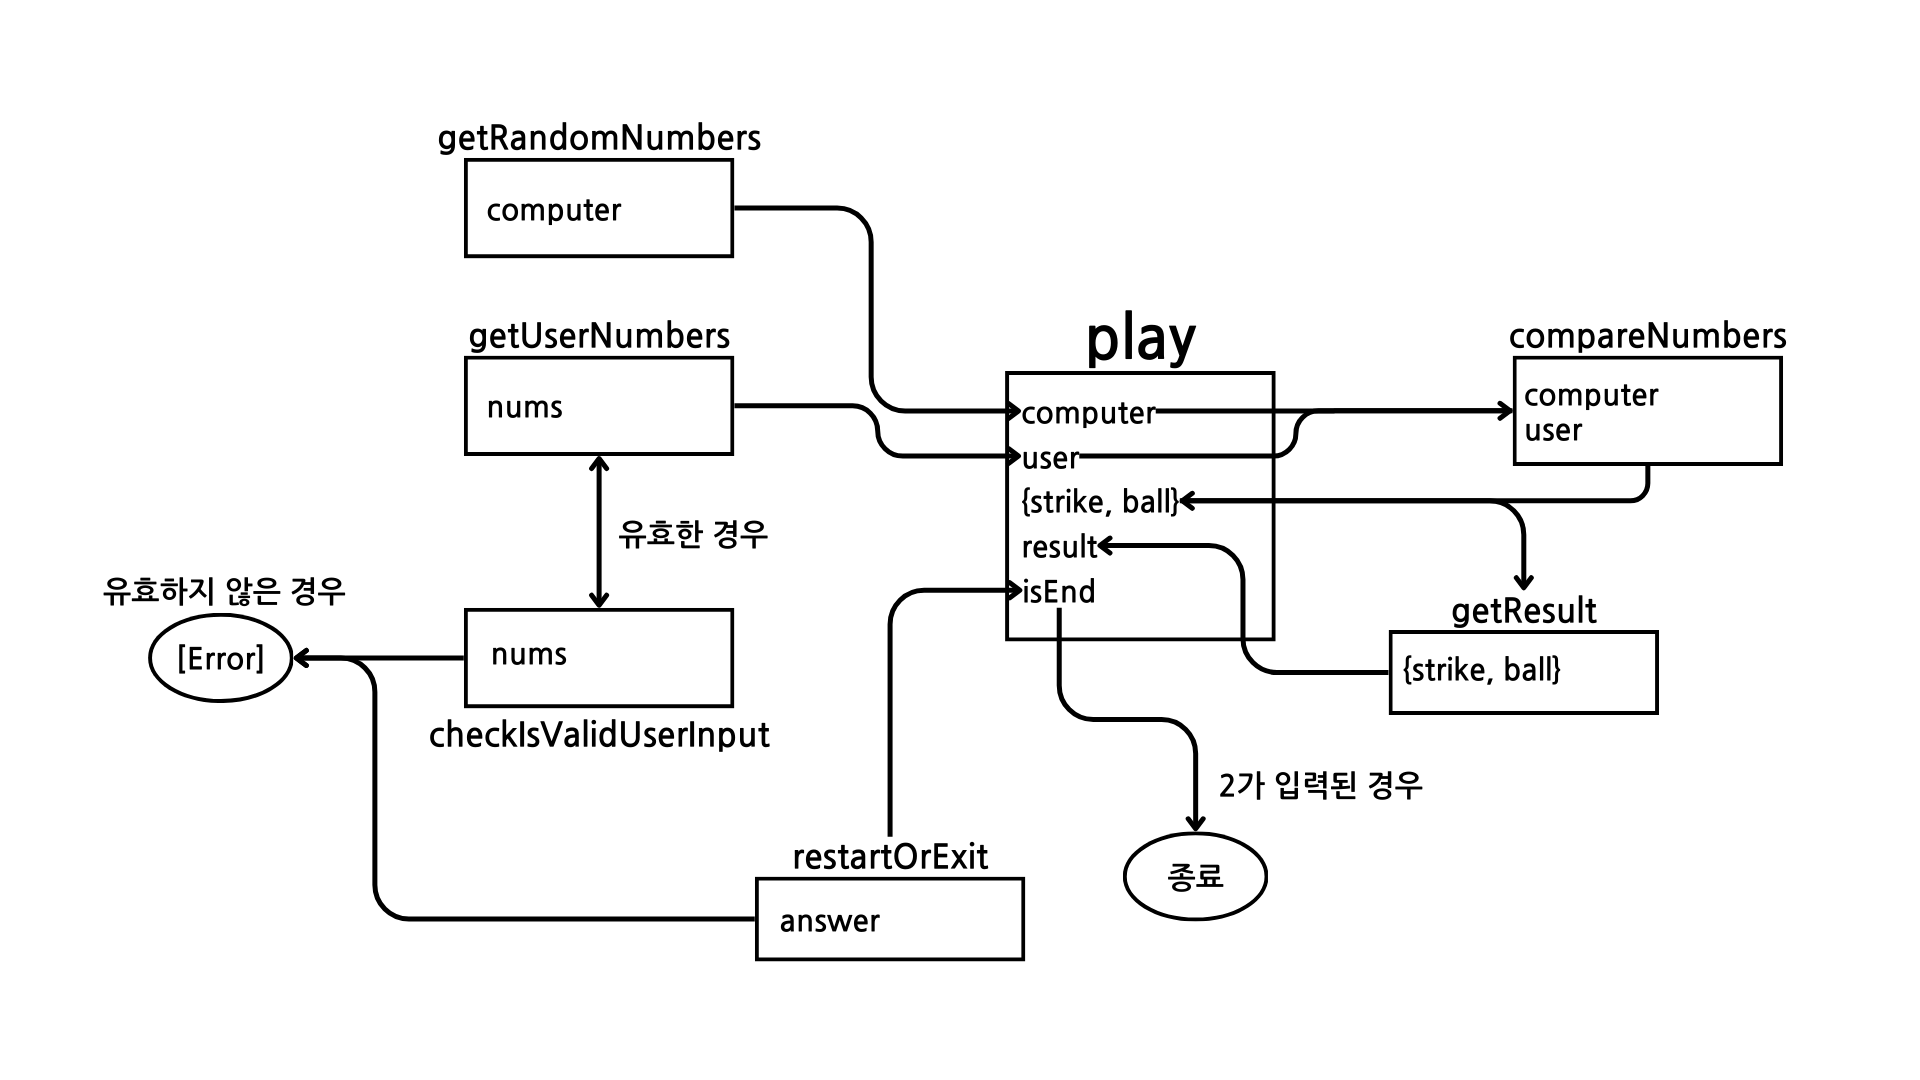 getRandomNumbers
computer
getUserNumbers
nums
유효한 경우
유효하지 않은 경우
[Error]
nums
checkIsValidUserInput
restartOrExit
answer
play
computer
user
{strike, ball}
result
isEnd
2가 입력된 경우
종료
compareNumbers
computer
user
getResult
{strike, ball}